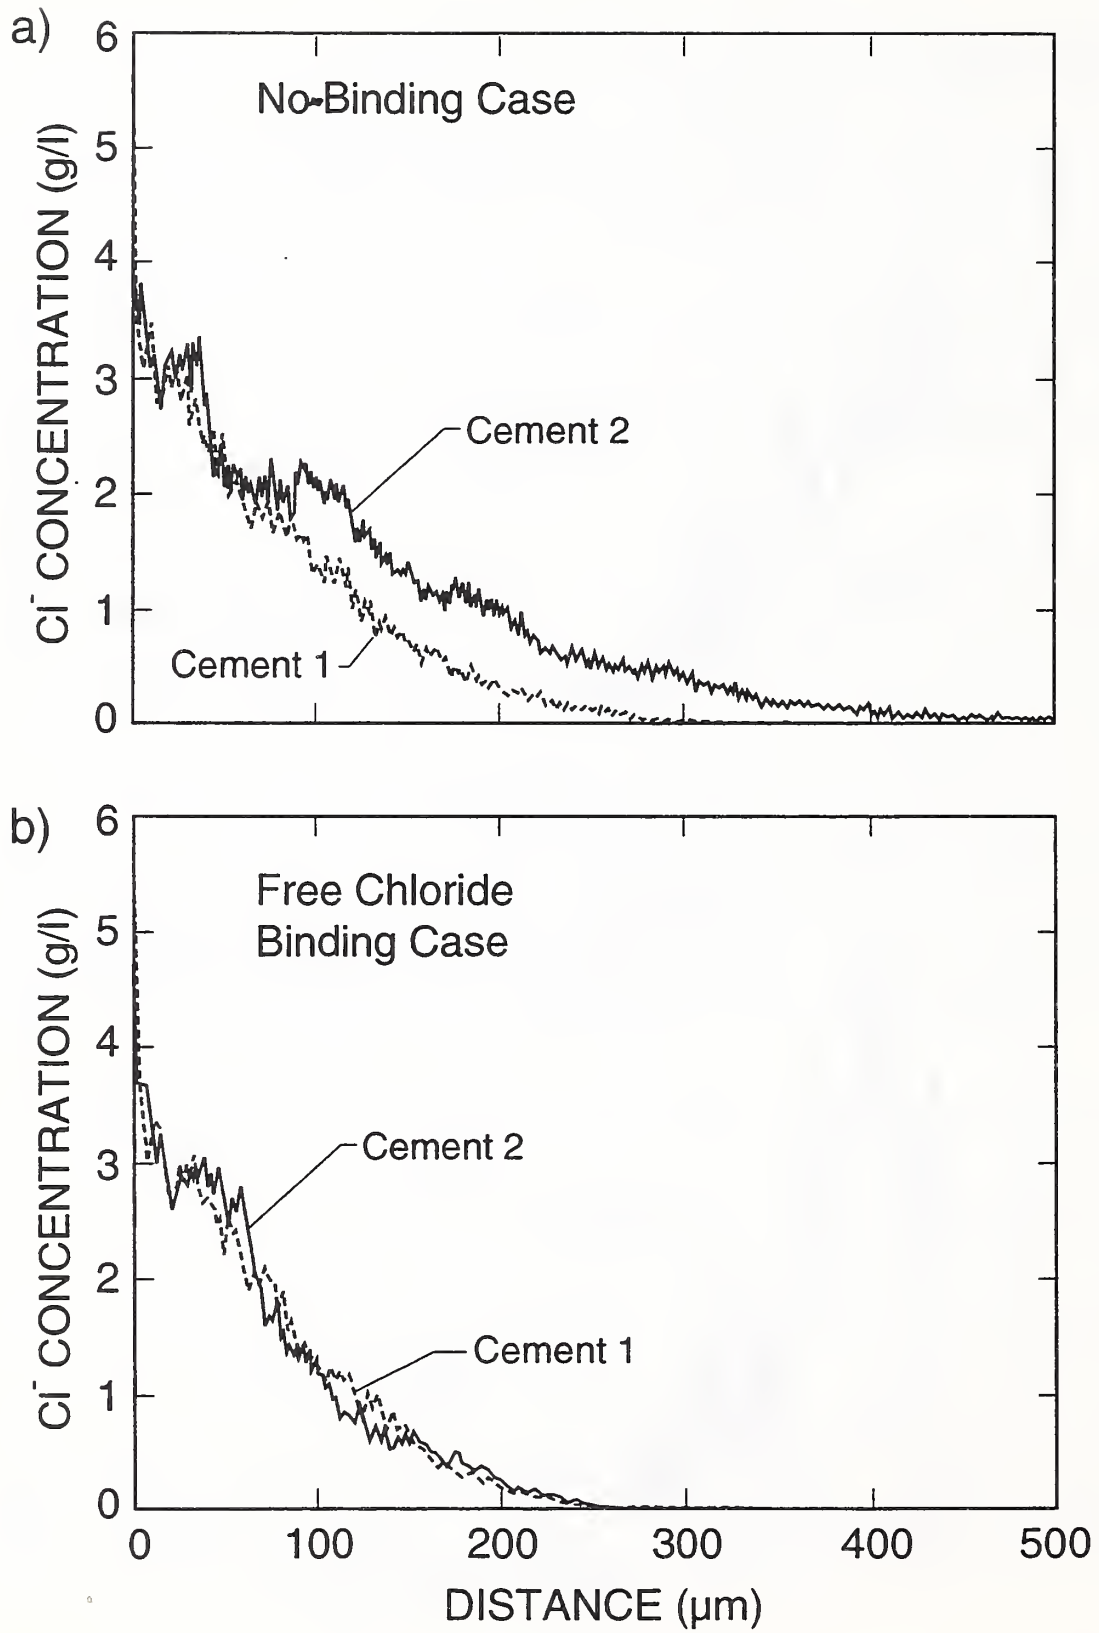 a)
6
5
4
3
2
1
0
Cl⁻ CONCENTRATION (g/l)
No-Binding Case
Cement 2
Cement 1
b)
6
5
4
3
2
1
0
Cl⁻ CONCENTRATION (g/l)
Free Chloride
Binding Case
Cement 2
Cement 1
0 100 200 300 400 500
DISTANCE (µm)